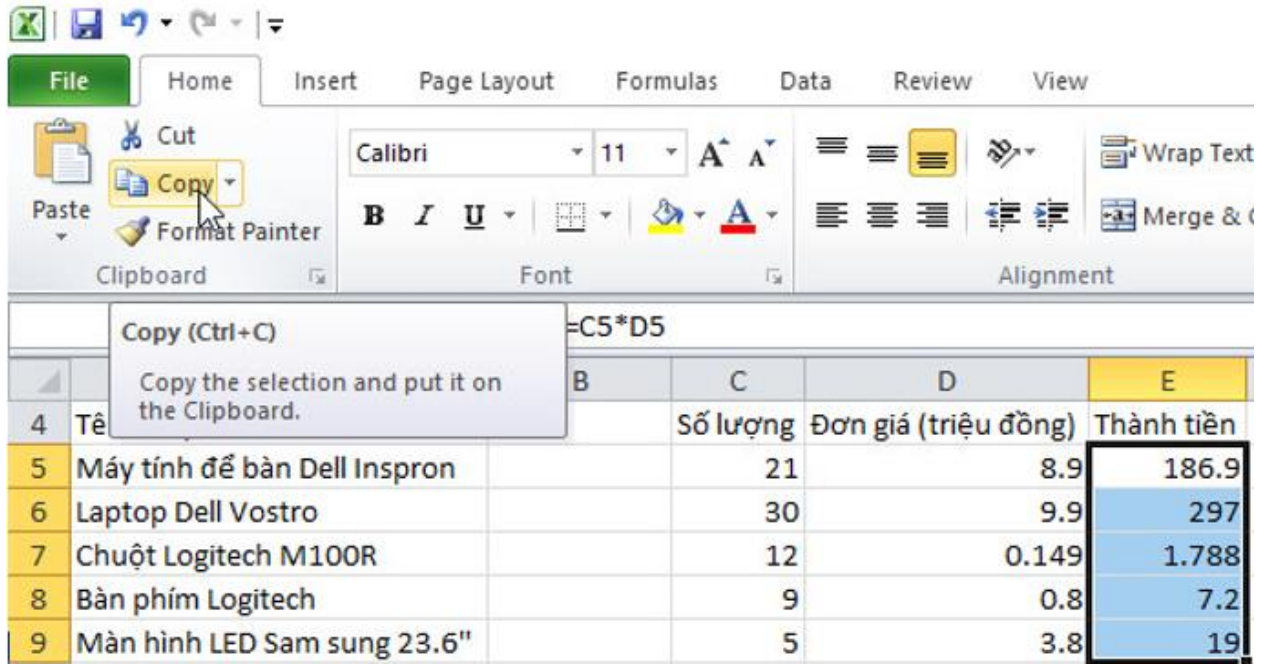 File Home Insert Page Layout Formulas Data Review View
Cut
Calibri 11 A A Wrap Text
Copy
Paste B I U A Merge &
Format Painter
Clipboard Font Alignment
Copy (Ctrl+C) =C5*D5
Copy the selection and put it on
the Clipboard.
B C D E
4 Số lượng Đơn giá (triệu đồng) Thành tiền
5 Máy tính để bàn Dell Inspron 21 8.9 186.9
6 Laptop Dell Vostro 30 9.9 297
7 Chuột Logitech M100R 12 0.149 1.788
8 Bàn phím Logitech 9 0.8 7.2
9 Màn hình LED Sam sung 23.6" 5 3.8 19